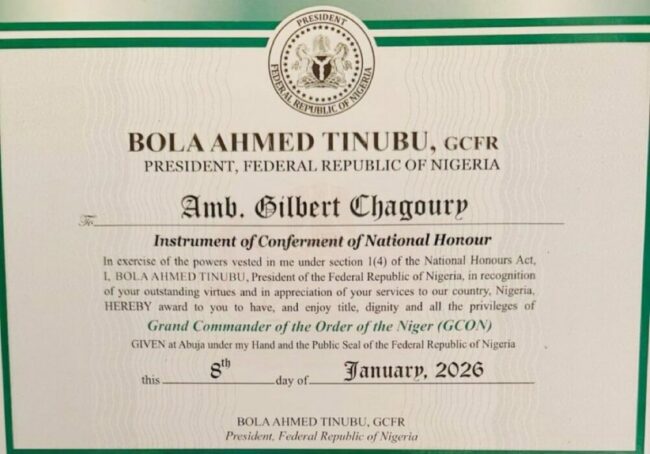 PRESIDENT
FEDERAL REPUBLIC OF NIGERIA
BOLA AHMED TINUBU, GCFR
PRESIDENT, FEDERAL REPUBLIC OF NIGERIA
To Amb. Gilbert Chagoury
Instrument of Conferment of National Honour
In exercise of the powers vested in me under section 1(4) of the National Honours Act,
I, BOLA AHMED TINUBU, President of the Federal Republic of Nigeria, in recognition
of your outstanding virtues and in appreciation of your services to our country, Nigeria,
HEREBY award to you to have, and enjoy title, dignity and all the privileges of
Grand Commander of the Order of the Niger (GCON)
GIVEN at Abuja under my Hand and the Public Seal of the Federal Republic of Nigeria
this 8th day of January, 2026
BOLA AHMED TINUBU, GCFR
President, Federal Republic of Nigeria